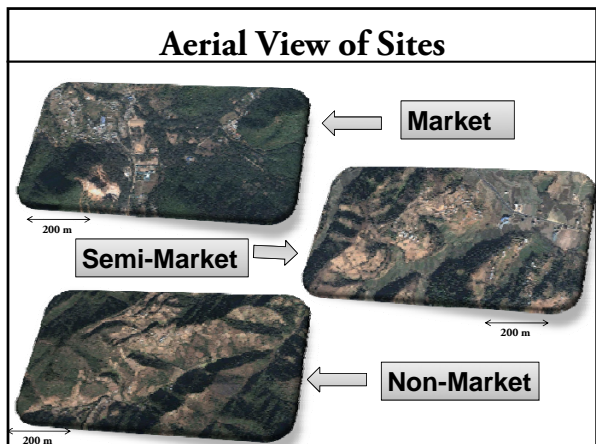 Aerial View of Sites
Market
200 m
Semi-Market
200 m
Non-Market
200 m